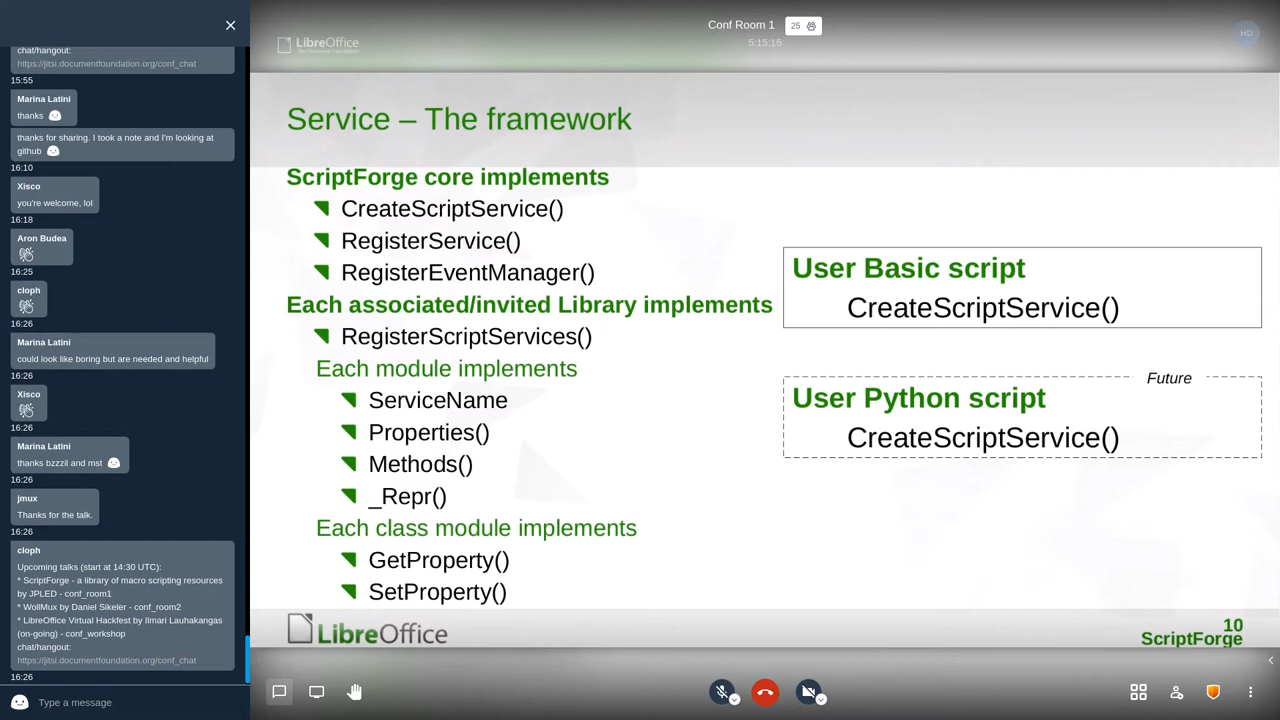 chat/hangout:
https://jitsi.documentfoundation.org/conf_chat
15:55
Marina Latini
thanks
thanks for sharing. I took a note and I'm looking at
github
16:10
Xisco
you're welcome, lol
16:18
Aron Budea
16:25
cloph
16:26
Marina Latini
could look like boring but are needed and helpful
16:26
Xisco
16:26
Marina Latini
thanks bzzzil and mst
16:26
jmux
Thanks for the talk.
16:26
cloph
Upcoming talks (start at 14:30 UTC):
* ScriptForge - a library of macro scripting resources
by JPLED - conf_room1
* WollMux by Daniel Sikeler - conf_room2
* LibreOffice Virtual Hackfest by Ilmari Lauhakangas
(on-going) - conf_workshop
chat/hangout:
https://jitsi.documentfoundation.org/conf_chat
16:26
Type a message
LibreOffice
The Document Foundation
Conf Room 1
25
5:15:15
HD
Service – The framework
ScriptForge core implements
CreateScriptService()
RegisterService()
RegisterEventManager()
Each associated/invited Library implements
RegisterScriptServices()
Each module implements
ServiceName
Properties()
Methods()
_Repr()
Each class module implements
GetProperty()
SetProperty()
User Basic script
CreateScriptService()
Future
User Python script
CreateScriptService()
LibreOffice
10
ScriptForge